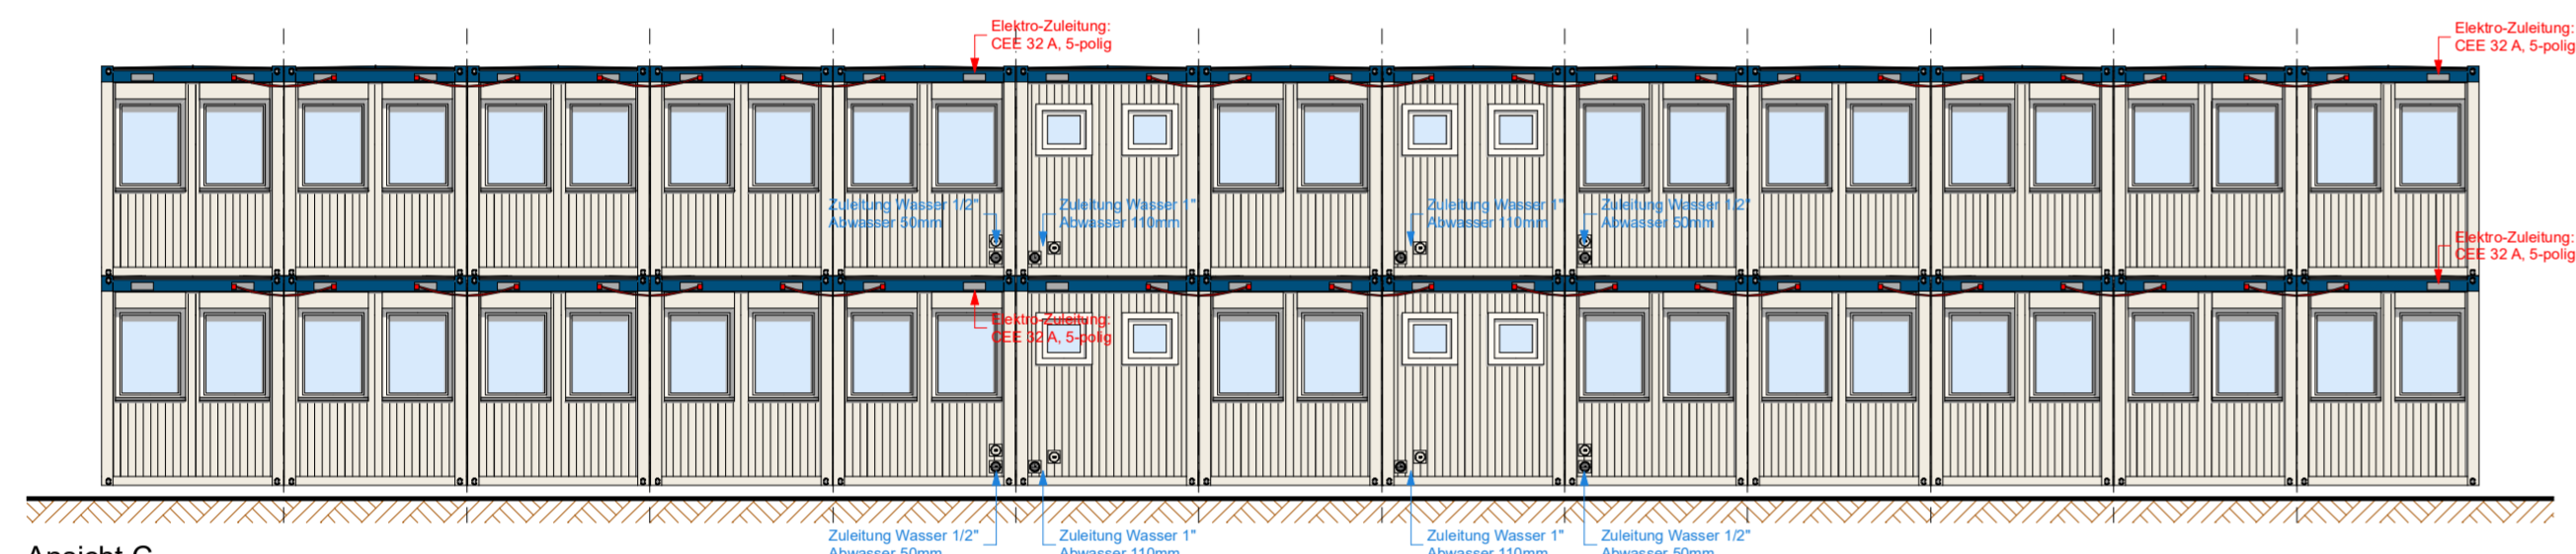 Elektro-Zuleitung:
CEE 32 A, 5-polig
Elektro-Zuleitung:
CEE 32 A, 5-polig
Zuleitung Wasser 1/2"
Abwasser 50mm
Zuleitung Wasser 1"
Abwasser 110mm
Zuleitung Wasser 1"
Abwasser 110mm
Zuleitung Wasser 1/2"
Abwasser 50mm
Elektro-Zuleitung:
CEE 32 A, 5-polig
Elektro-Zuleitung:
CEE 32 A, 5-polig
Zuleitung Wasser 1/2"
Abwasser 50mm
Zuleitung Wasser 1"
Abwasser 110mm
Zuleitung Wasser 1"
Abwasser 110mm
Zuleitung Wasser 1/2"
Abwasser 50mm
Ansicht C